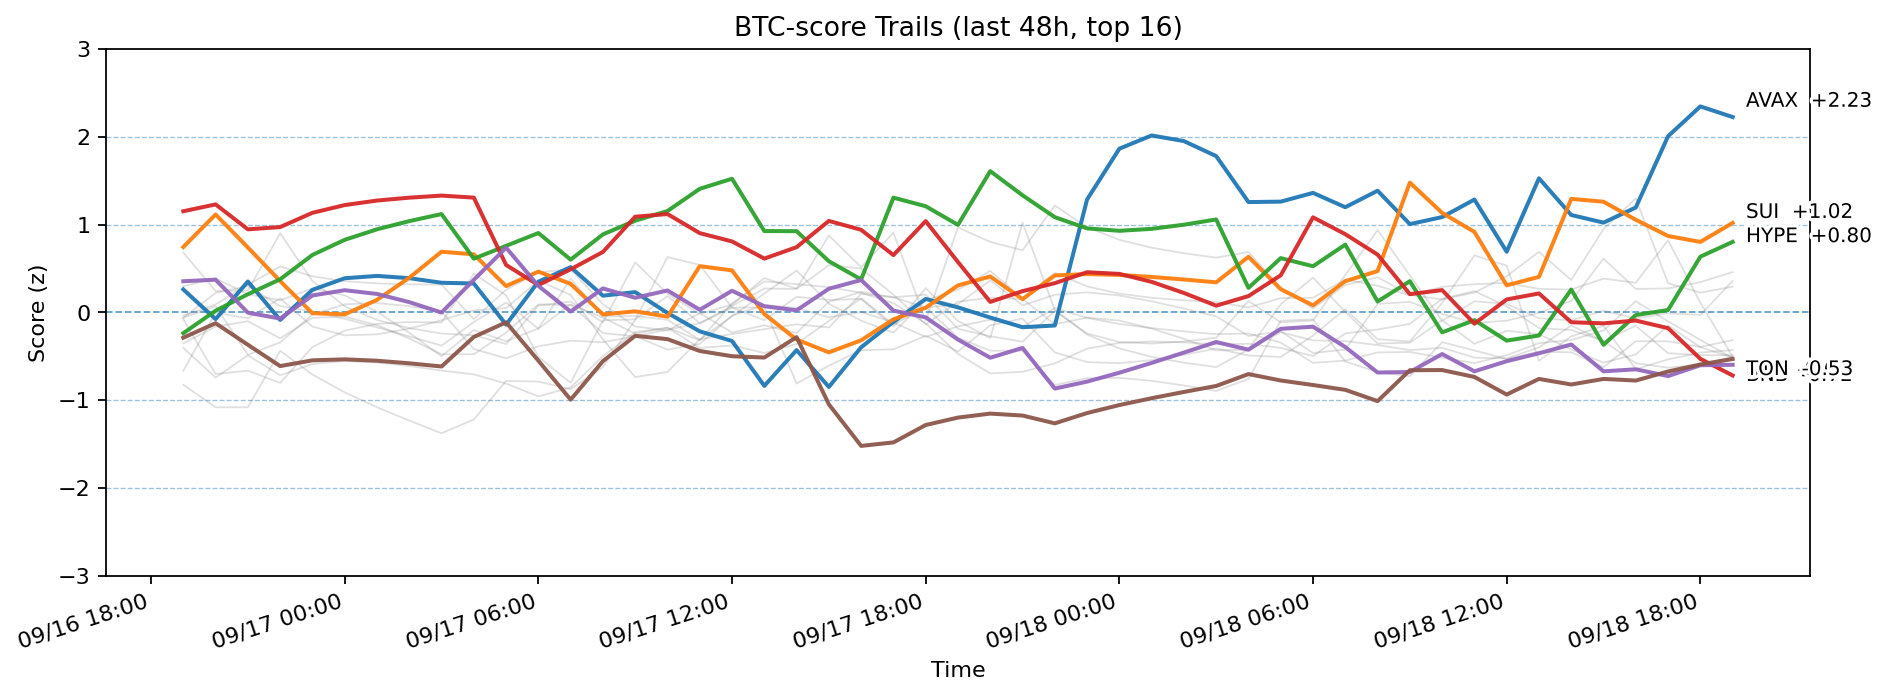 BTC-score Trails (last 48h, top 16)
Score (z)
3
2
1
0
−1
−2
−3
AVAX +2.23
SUI +1.02
HYPE +0.80
TON -0.53
09/16 18:00
09/17 00:00
09/17 06:00
09/17 12:00
09/17 18:00
09/18 00:00
09/18 06:00
09/18 12:00
09/18 18:00
Time